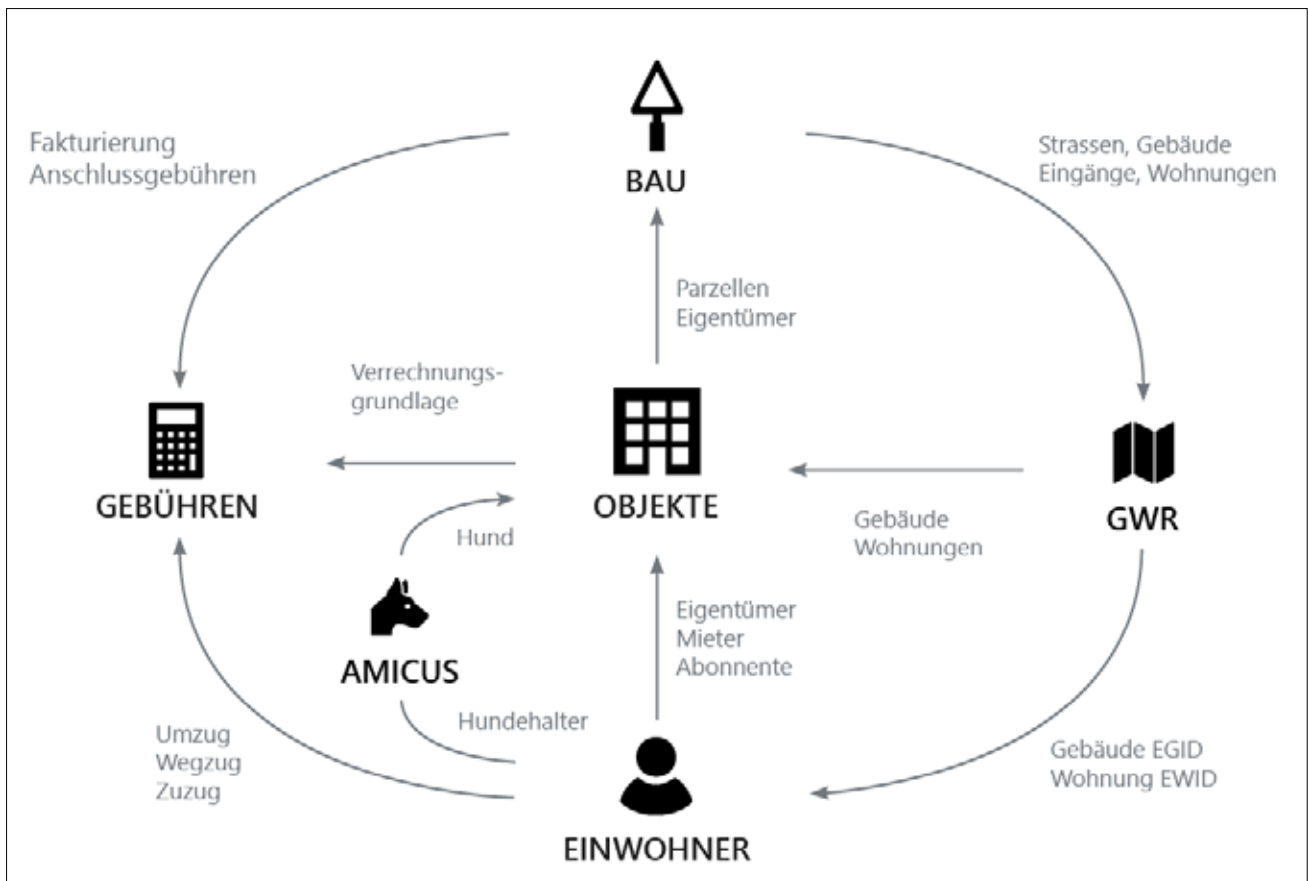 BAU
Fakturierung
Anschlussgebühren
Strassen, Gebäude
Eingänge, Wohnungen
Parzellen
Eigentümer
Verrechnungs-
grundlage
GEBÜHREN
OBJEKTE
GWR
Hund
Gebäude
Wohnungen
AMICUS
Eigentümer
Mieter
Abonnente
Hundehalter
Umzug
Wegzug
Zuzug
Gebäude EGID
Wohnung EWID
EINWOHNER